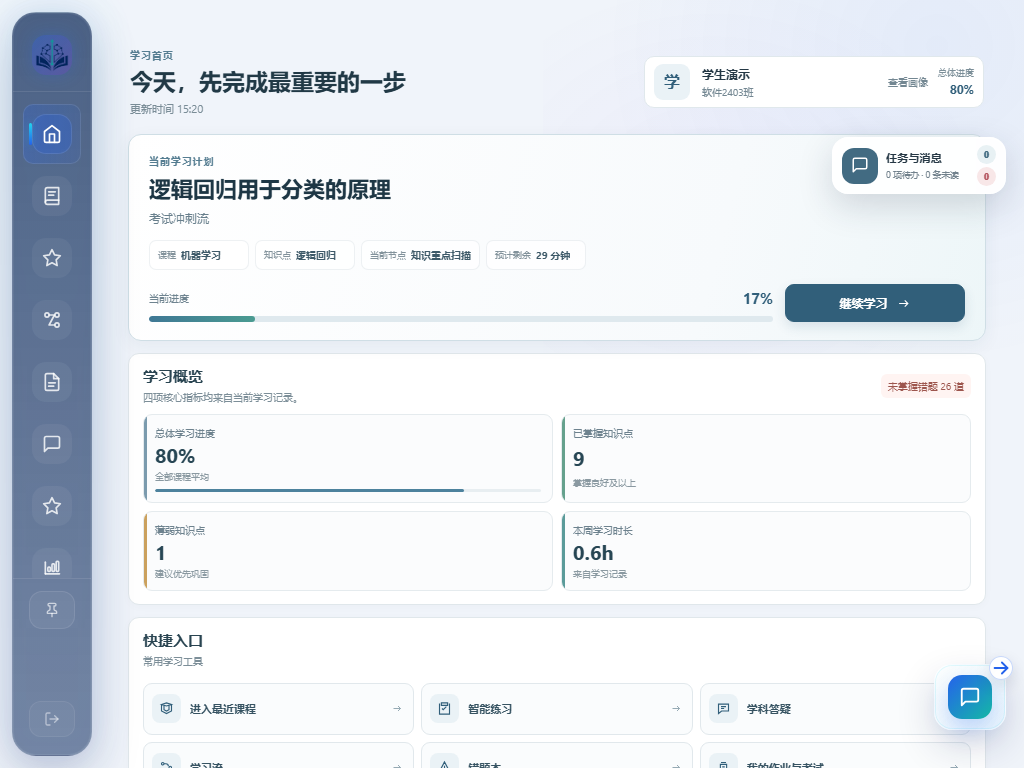 学习首页
今天，先完成最重要的一步
更新时间 15:20
学
学生演示
软件2403班
查看画像
总体进度
80%
任务与消息
0 项待办 · 0 条未读
0
0
当前学习计划
逻辑回归用于分类的原理
考试冲刺流
课程 机器学习
知识点 逻辑回归
当前节点 知识重点扫描
预计剩余 29 分钟
当前进度
17%
继续学习 →
学习概览
四项核心指标均来自当前学习记录。
未掌握错题 26 道
总体学习进度
80%
全部课程平均
已掌握知识点
9
掌握良好及以上
薄弱知识点
1
建议优先巩固
本周学习时长
0.6h
来自学习记录
快捷入口
常用学习工具
进入最近课程 →
智能练习 →
学科答疑
学习流 →
错题本 →
我的作业与考试 →